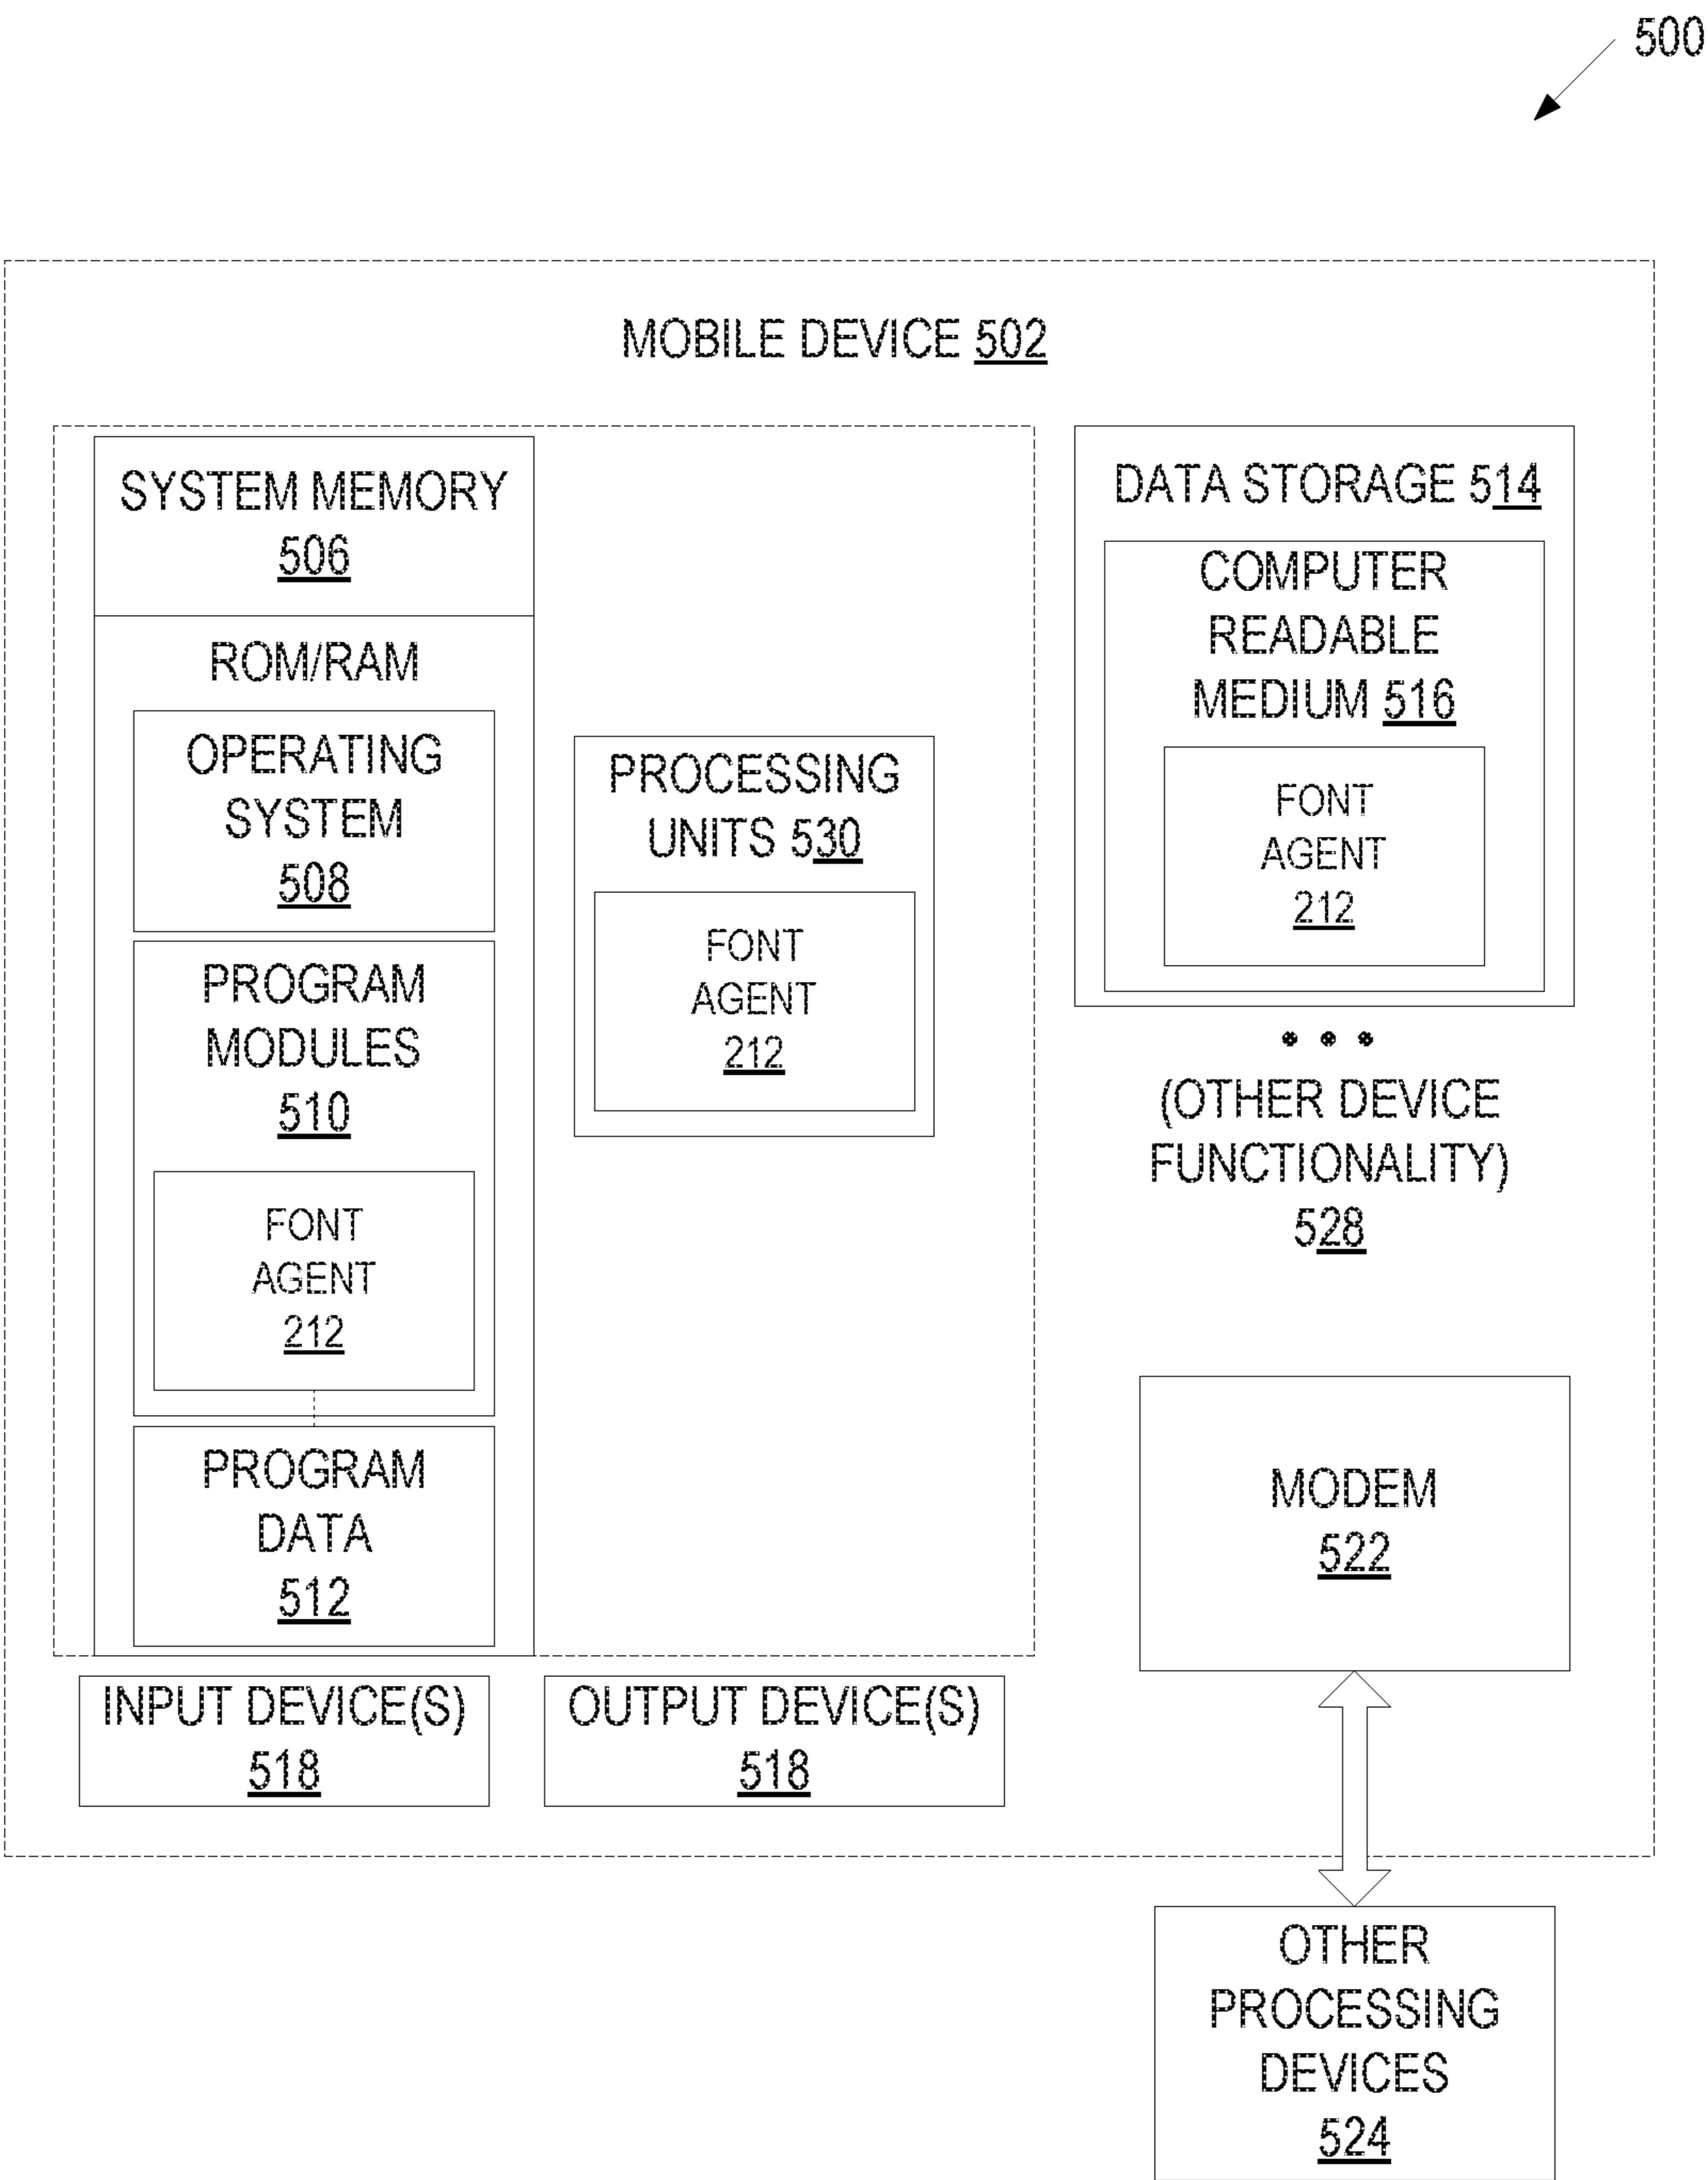 500
MOBILE DEVICE 502
SYSTEM MEMORY
506
ROM/RAM
OPERATING
SYSTEM
508
PROGRAM
MODULES
510
FONT
AGENT
212
PROGRAM
DATA
512
PROCESSING
UNITS 530
FONT
AGENT
212
DATA STORAGE 514
COMPUTER
READABLE
MEDIUM 516
FONT
AGENT
212
(OTHER DEVICE
FUNCTIONALITY)
528
MODEM
522
INPUT DEVICE(S)
518
OUTPUT DEVICE(S)
518
OTHER
PROCESSING
DEVICES
524